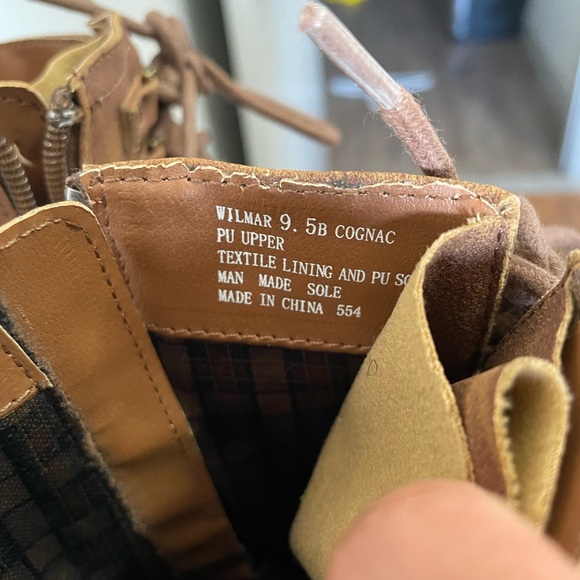 WILMAR 9.5B COGNAC
PU UPPER
TEXTILE LINING AND PU SO
MAN MADE SOLE
MADE IN CHINA 554